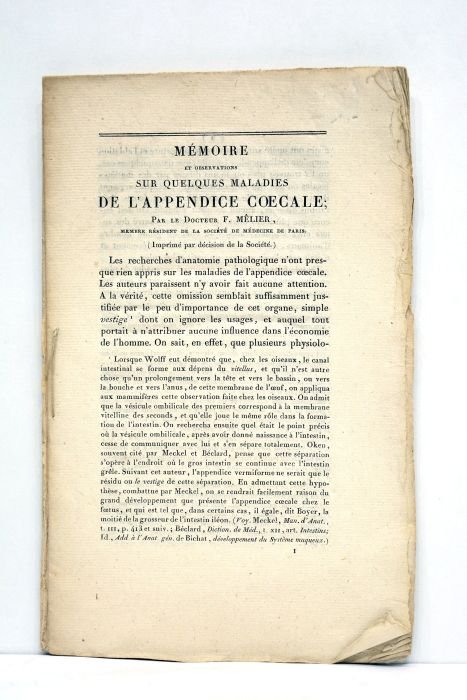 MÉMOIRE
ET OBSERVATIONS
SUR QUELQUES MALADIES
DE L'APPENDICE CŒCALE;
PAR LE DOCTEUR F. MÊLIER,
MEMBRE RÉSIDENT DE LA SOCIÉTÉ DE MÉDECINE DE PARIS.
(Imprimé par décision de la Société.)
Les recherches d'anatomie pathologique n'ont pres-
que rien appris sur les maladies de l'appendice cœcale.
Les auteurs paraissent n'y avoir fait aucune attention.
A la vérité, cette omission semblait suffisamment jus-
tifiée par le peu d'importance de cet organe, simple
vestige ¹ dont on ignore les usages, et auquel tout
portait à n'attribuer aucune influence dans l'économie
de l'homme. On sait, en effet, que plusieurs physiolo-
¹ Lorsque Wolff eut démontré que, chez les oiseaux, le canal
intestinal se forme aux dépens du vitellus, et qu'il n'est autre
chose qu'un prolongement vers la tête et vers le bassin, ou vers
la bouche et vers l'anus, de cette membrane de l'œuf, on appliqua
aux mammifères cette observation faite chez les oiseaux. On admit
que la vésicule ombilicale des premiers correspond à la membrane
vitelline des seconds, et qu'elle joue le même rôle dans la forma-
tion de l'intestin. On rechercha ensuite quel était le point précis
où la vésicule ombilicale, après avoir donné naissance à l'intestin,
cesse de communiquer avec lui et s'en sépare totalement. Oken,
souvent cité par Meckel et Béclard, pense que cette séparation
s'opère à l'endroit où le gros intestin se continue avec l'intestin
grêle. Suivant cet auteur, l'appendice vermiforme ne serait que le
résidu ou le vestige de cette séparation. En admettant cette hypo-
thèse, combattue par Meckel, on se rendrait facilement raison du
grand développement que présente l'appendice cœcale chez le
fœtus, et qui est tel que, dans certains cas, il égale, dit Boyer, la
moitié de la grosseur de l'intestin iléon. (Voy. Meckel, Man. d'Anat.,
t. III, p. 413 et suiv.; Béclard, Diction. de Méd., t. XII, art. Intestins;
Id., Add. à l'Anat. gén. de Bichat, développement du Système muqueux.)
1